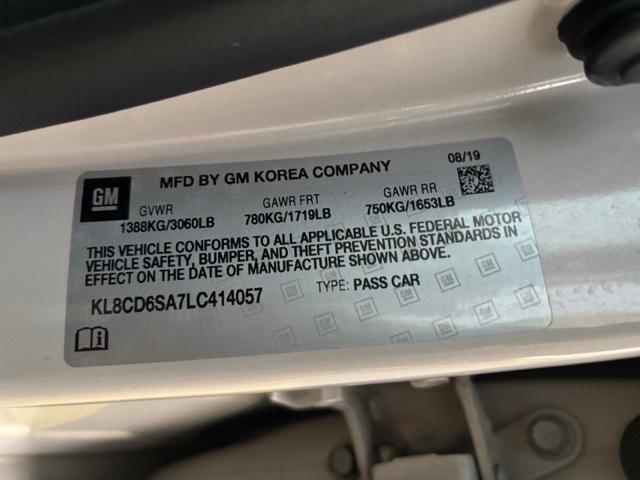 GM
MFD BY GM KOREA COMPANY
08/19
GVWR GAWR FRT GAWR RR
1388KG/3060LB 780KG/1719LB 750KG/1653LB
THIS VEHICLE CONFORMS TO ALL APPLICABLE U.S. FEDERAL MOTOR
VEHICLE SAFETY, BUMPER, AND THEFT PREVENTION STANDARDS IN
EFFECT ON THE DATE OF MANUFACTURE SHOWN ABOVE.
KL8CD6SA7LC414057 TYPE: PASS CAR